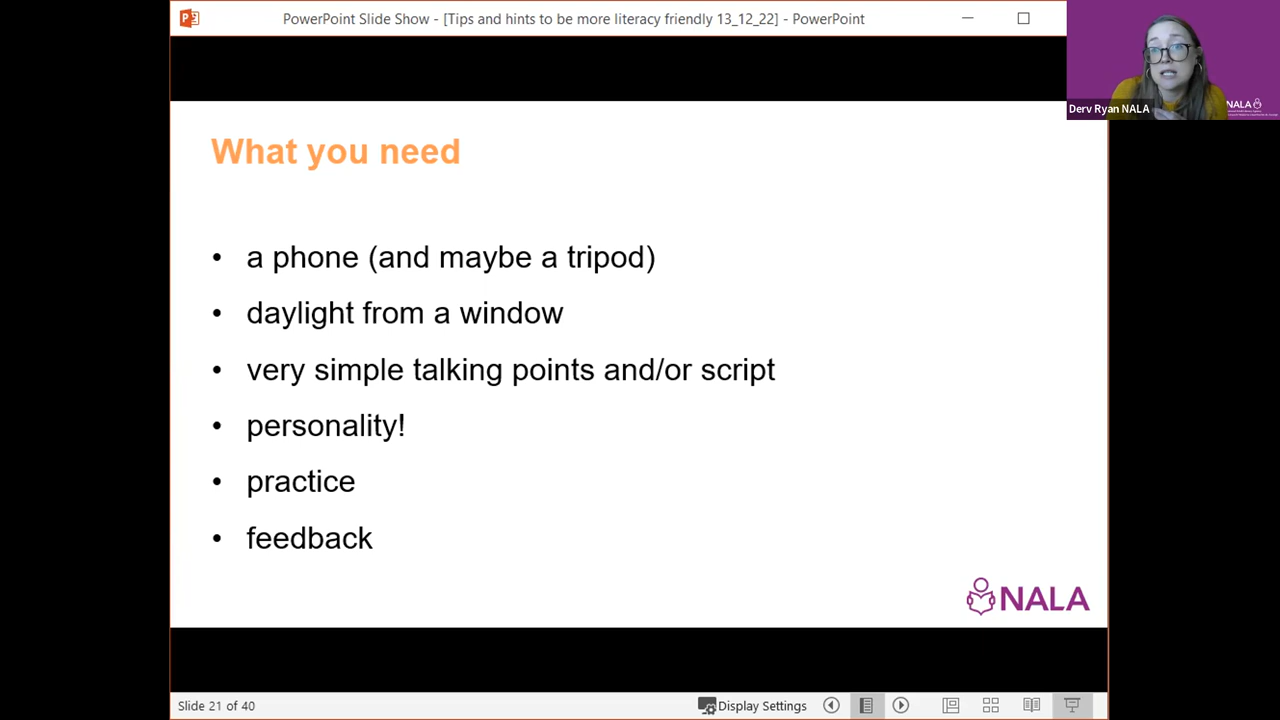 PowerPoint Slide Show - [Tips and hints to be more literacy friendly 13_12_22] - PowerPoint
Derv Ryan NALA
NALA
What you need
• a phone (and maybe a tripod)
• daylight from a window
• very simple talking points and/or script
• personality!
• practice
• feedback
NALA
Slide 21 of 40
Display Settings